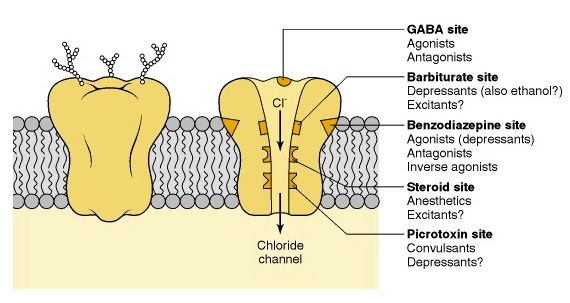 GABA site
Agonists
Antagonists
Barbiturate site
Depressants (also ethanol?)
Excitants?
Cl⁻
Benzodiazepine site
Agonists (depressants)
Antagonists
Inverse agonists
Steroid site
Anesthetics
Excitants?
Picrotoxin site
Convulsants
Depressants?
Chloride
channel